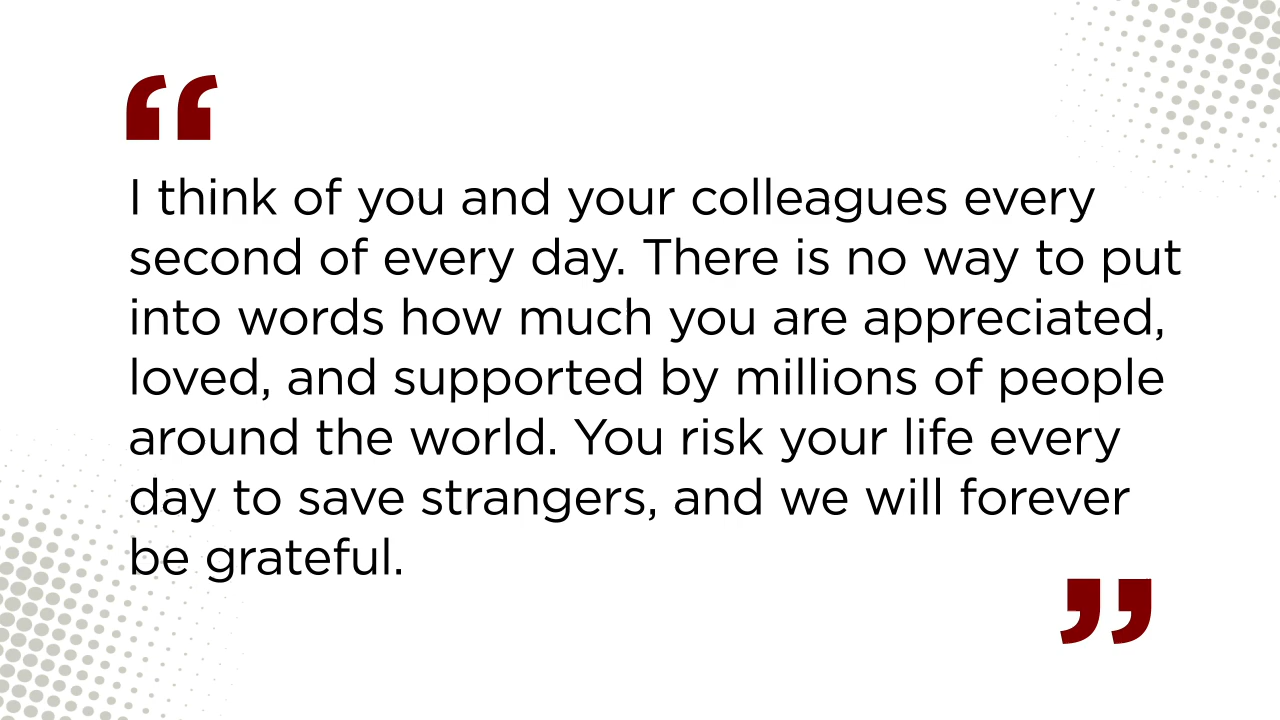 “
I think of you and your colleagues every
second of every day. There is no way to put
into words how much you are appreciated,
loved, and supported by millions of people
around the world. You risk your life every
day to save strangers, and we will forever
be grateful.
”